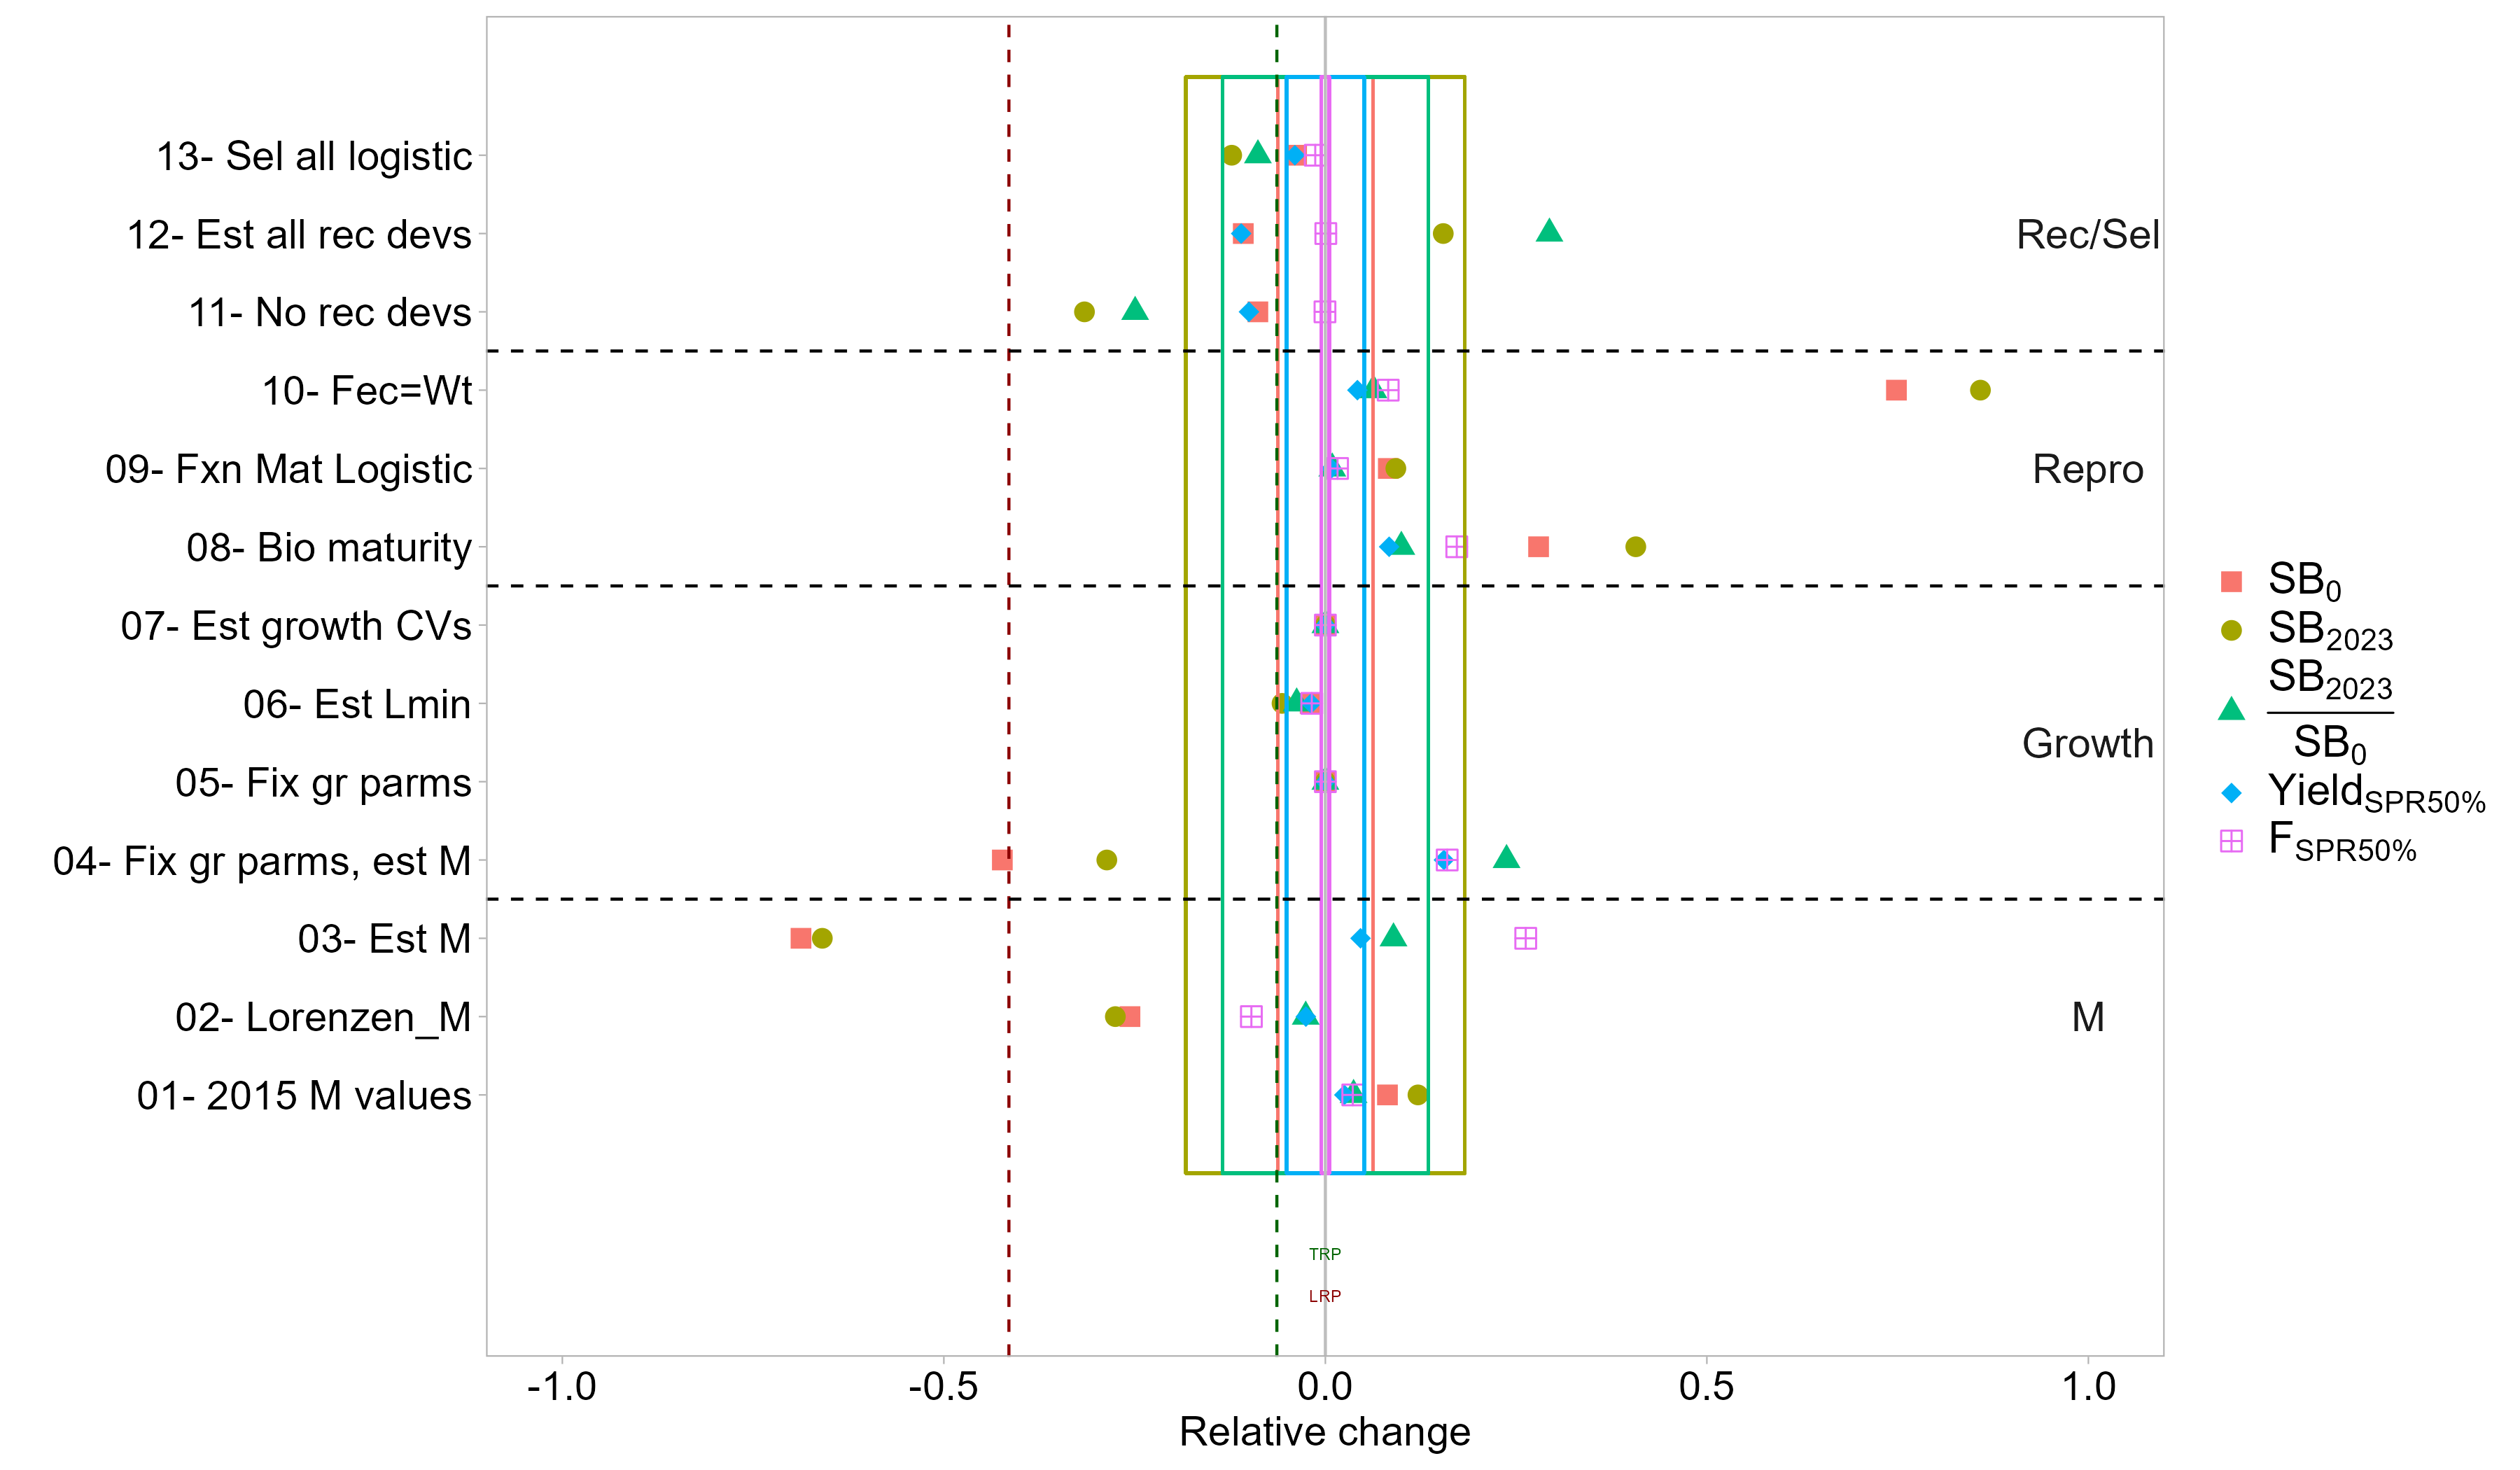 13- Sel all logistic
12- Est all rec devs
Rec/Sel
11- No rec devs
10- Fec=Wt
09- Fxn Mat Logistic
Repro
08- Bio maturity
07- Est growth CVs
06- Est Lmin
Growth
05- Fix gr parms
04- Fix gr parms, est M
03- Est M
02- Lorenzen_M
M
01- 2015 M values
TRP
LRP
-1.0 -0.5 0.0 0.5 1.0
Relative change
SB0
SB2023
SB2023
SB0
YieldSPR50%
FSPR50%